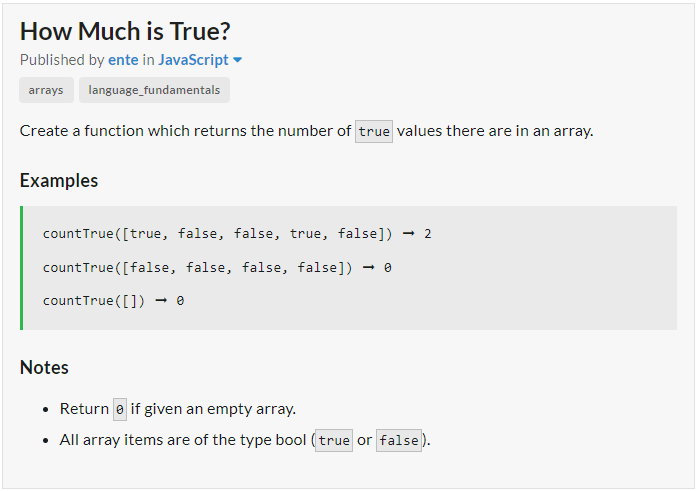 How Much is True?
Published by ente in JavaScript
arrays language_fundamentals
Create a function which returns the number of true values there are in an array.
Examples
countTrue([true, false, false, true, false]) ➞ 2
countTrue([false, false, false, false]) ➞ 0
countTrue([]) ➞ 0
Notes
• Return 0 if given an empty array.
• All array items are of the type bool (true or false).